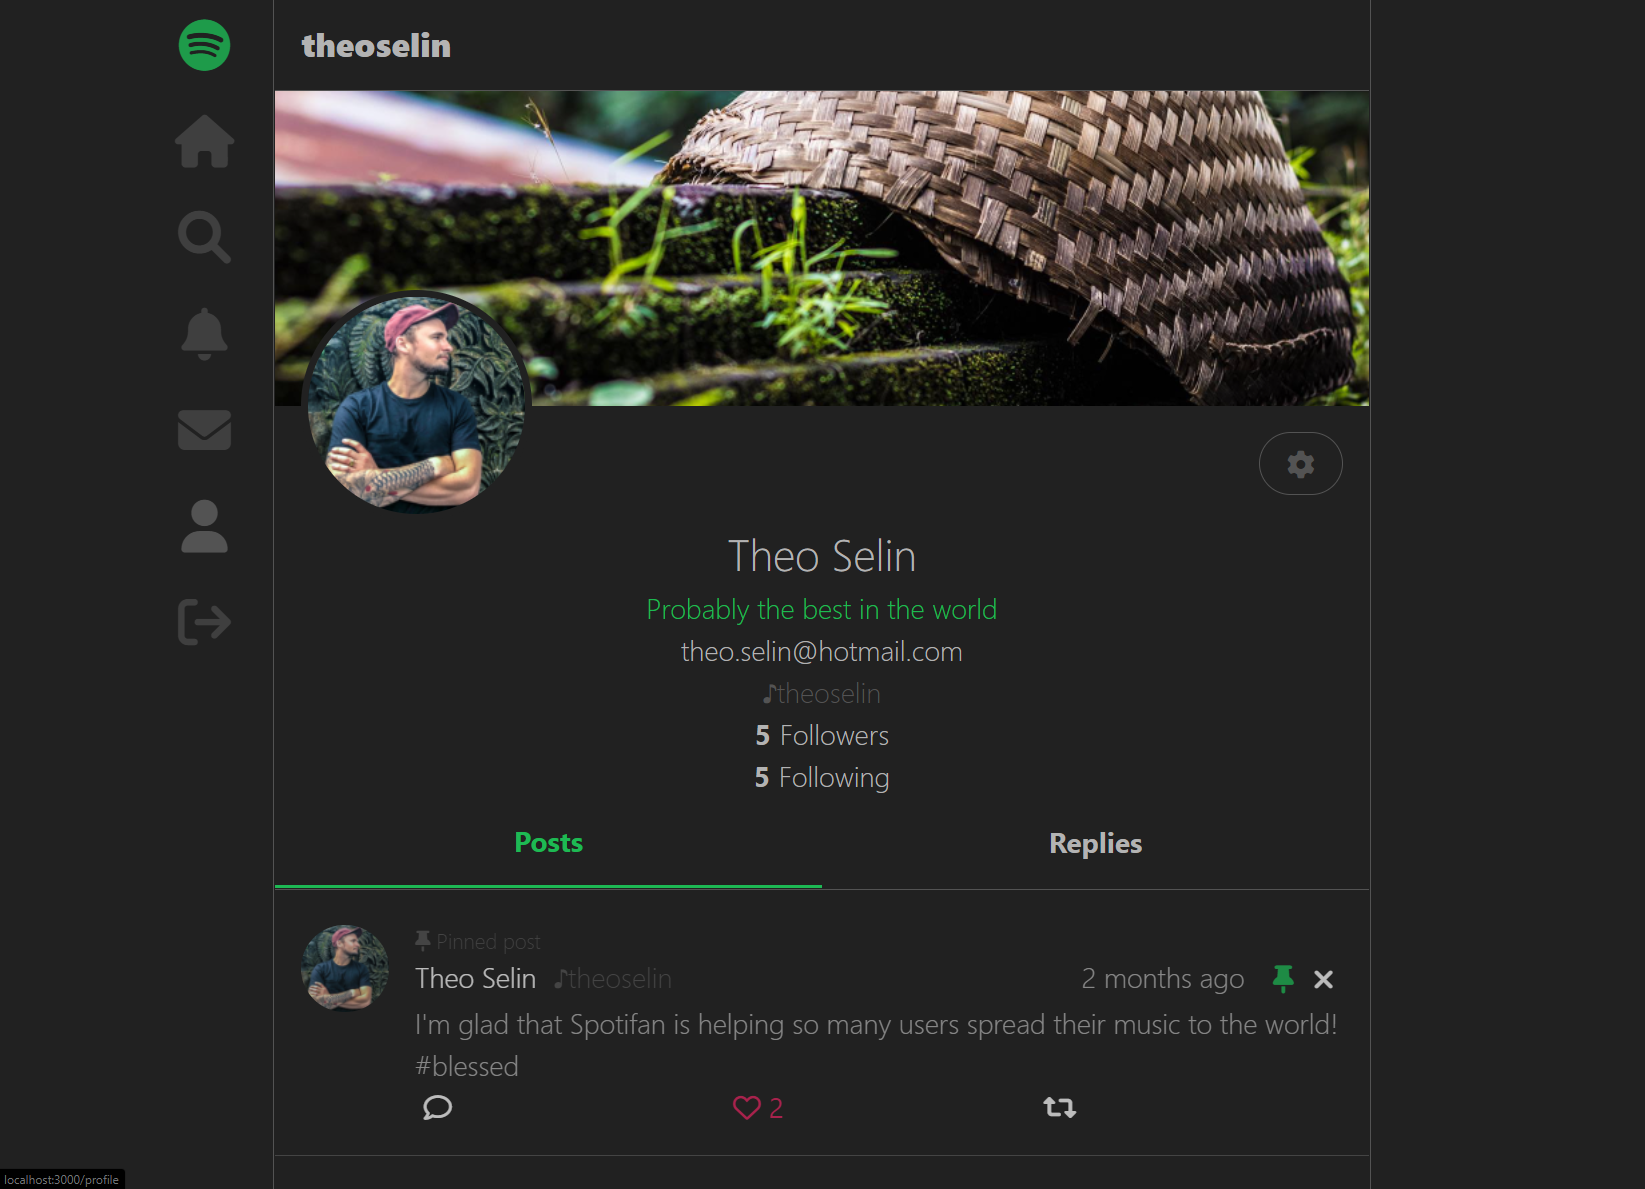 theoselin
Theo Selin
Probably the best in the world
theo.selin@hotmail.com
♪theoselin
5 Followers
5 Following
Posts Replies
Pinned post
Theo Selin ♪theoselin 2 months ago
I'm glad that Spotifan is helping so many users spread their music to the world!
#blessed
2
localhost:3000/profile